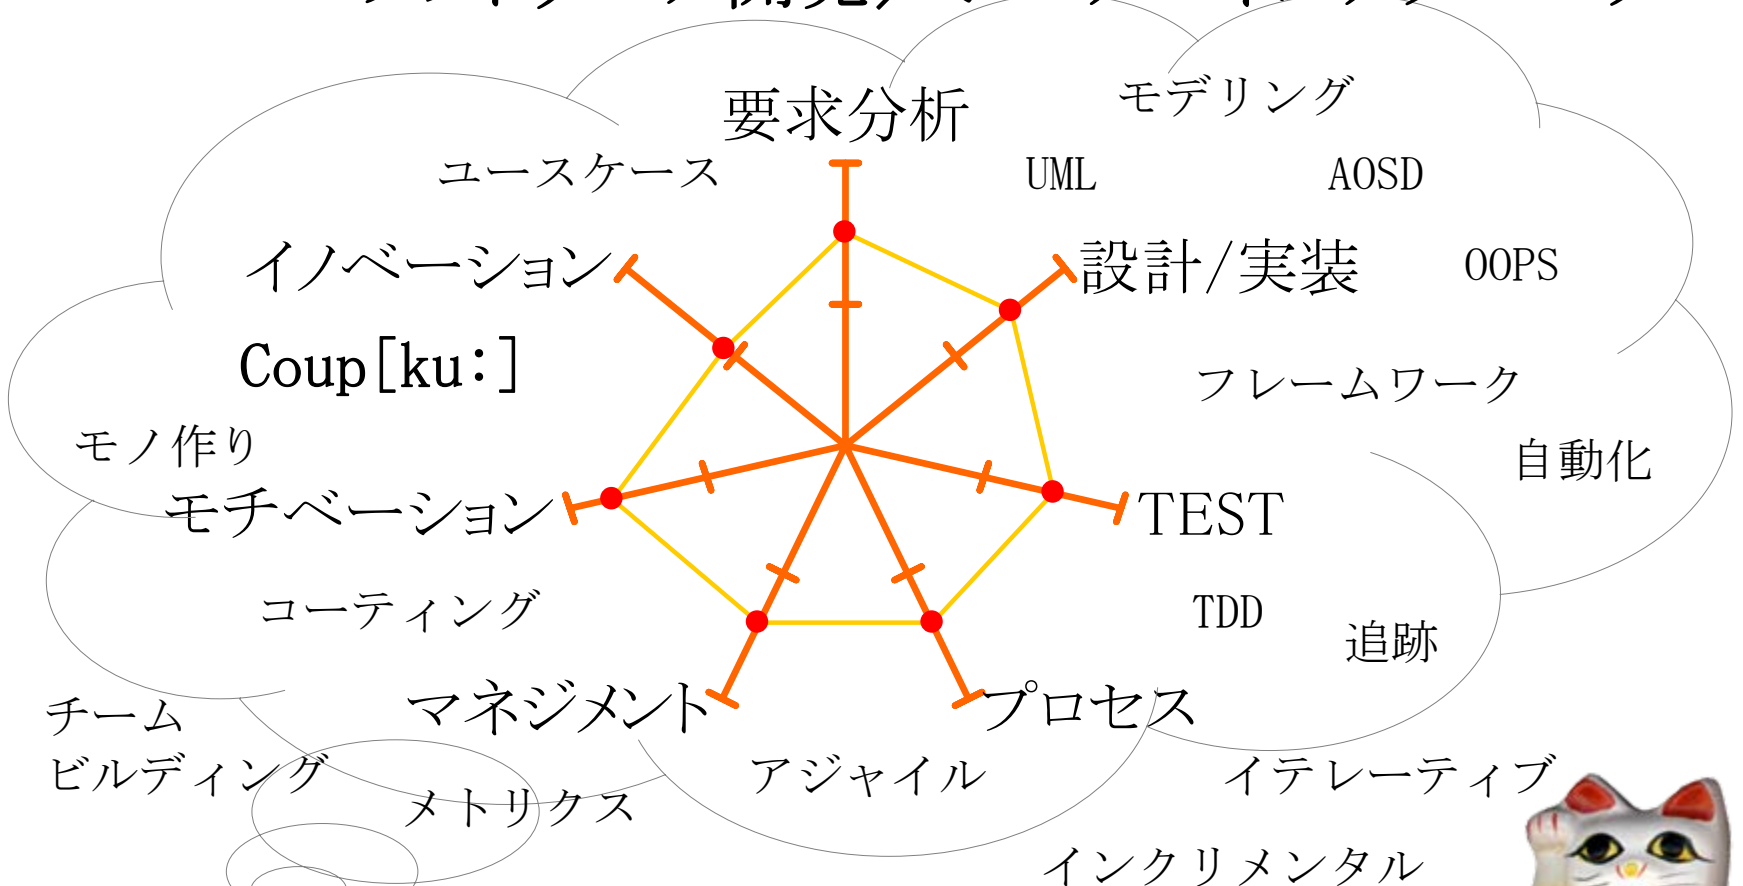 要求分析
モデリング
ユースケース
UML
AOSD
イノベーション
設計/実装
OOPS
Coup[ku:]
フレームワーク
モノ作り
自動化
モチベーション
TEST
コーティング
TDD
追跡
マネジメント
プロセス
チーム
ビルディング
アジャイル
イテレーティブ
メトリクス
インクリメンタル